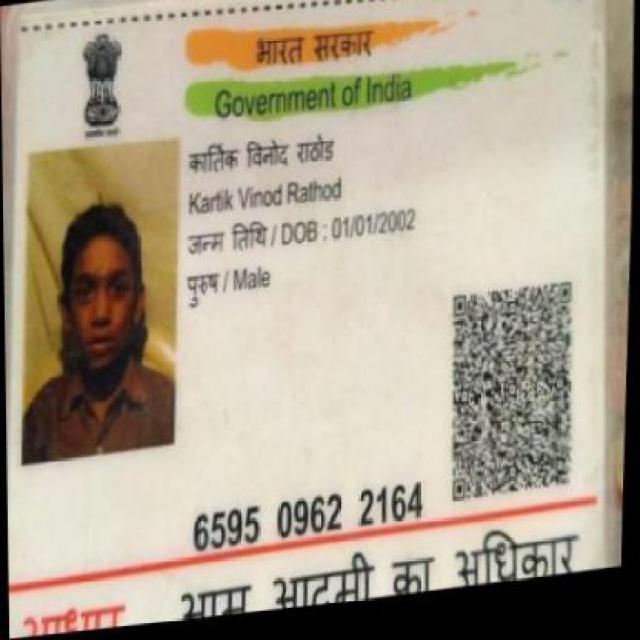 भारत सरकार
Government of India
कार्तिक विनोद राठोड
Kartik Vinod Rathod
जन्म तिथि / DOB : 01/01/2002
पुरुष / Male
6595 0962 2164
आधार आम आदमी का अधिकार